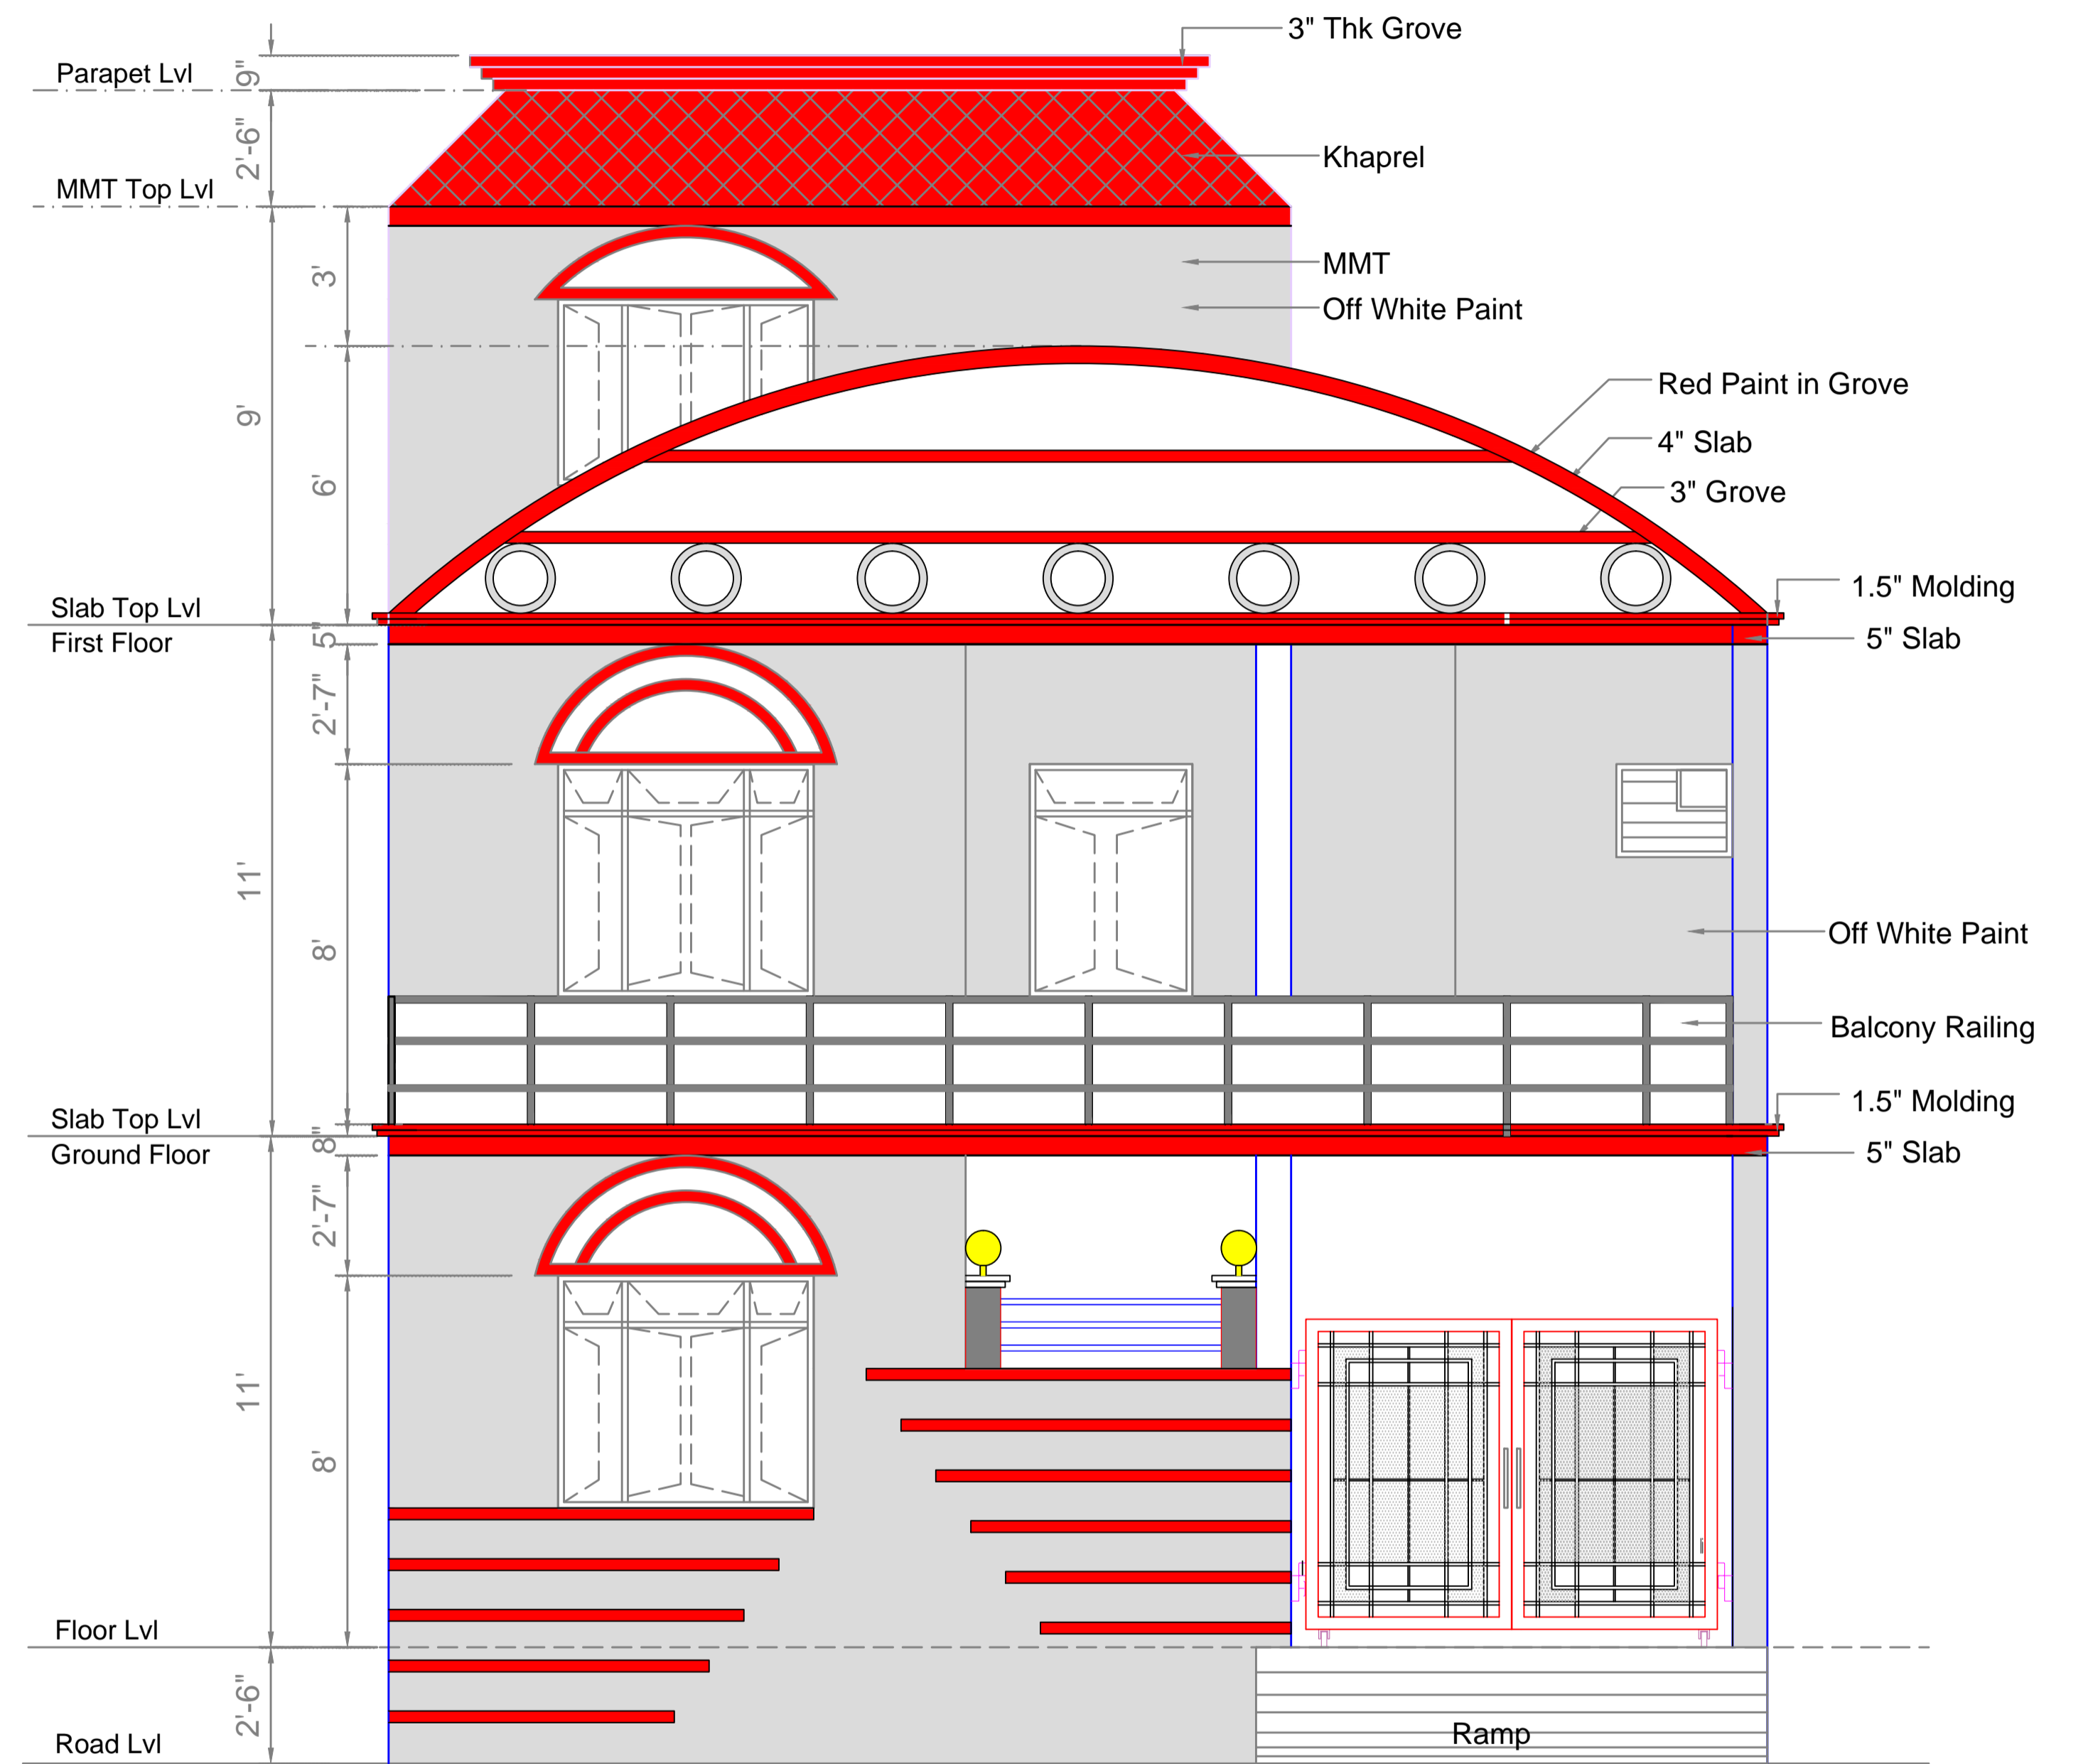 3" Thk Grove
Parapet Lvl
9"
2'-6"
Khaprel
MMT Top Lvl
3'
MMT
Off White Paint
Red Paint in Grove
9'
4" Slab
6'
3" Grove
1.5" Molding
Slab Top Lvl
First Floor
5"
5" Slab
2'-7"
11'
8'
Off White Paint
Balcony Railing
1.5" Molding
Slab Top Lvl
Ground Floor
8"
5" Slab
2'-7"
11'
8'
Floor Lvl
2'-6"
Ramp
Road Lvl